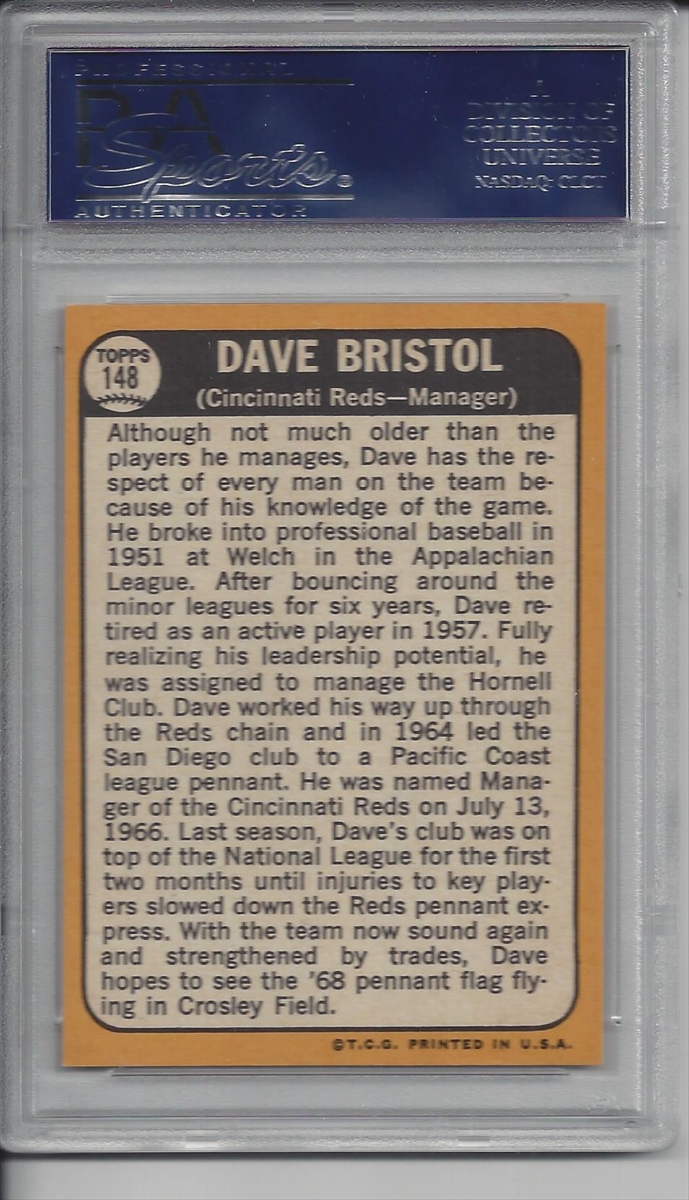 PROFESSIONAL
PSA
Sports®
AUTHENTICATOR
A
DIVISION OF
COLLECTORS
UNIVERSE
NASDAQ: CLCT
TOPPS
148
DAVE BRISTOL
(Cincinnati Reds—Manager)
Although not much older than the
players he manages, Dave has the re-
spect of every man on the team be-
cause of his knowledge of the game.
He broke into professional baseball in
1951 at Welch in the Appalachian
League. After bouncing around the
minor leagues for six years, Dave re-
tired as an active player in 1957. Fully
realizing his leadership potential, he
was assigned to manage the Hornell
Club. Dave worked his way up through
the Reds chain and in 1964 led the
San Diego club to a Pacific Coast
league pennant. He was named Mana-
ger of the Cincinnati Reds on July 13,
1966. Last season, Dave's club was on
top of the National League for the first
two months until injuries to key play-
ers slowed down the Reds pennant ex-
press. With the team now sound again
and strengthened by trades, Dave
hopes to see the '68 pennant flag fly-
ing in Crosley Field.
©T.C.G. PRINTED IN U.S.A.